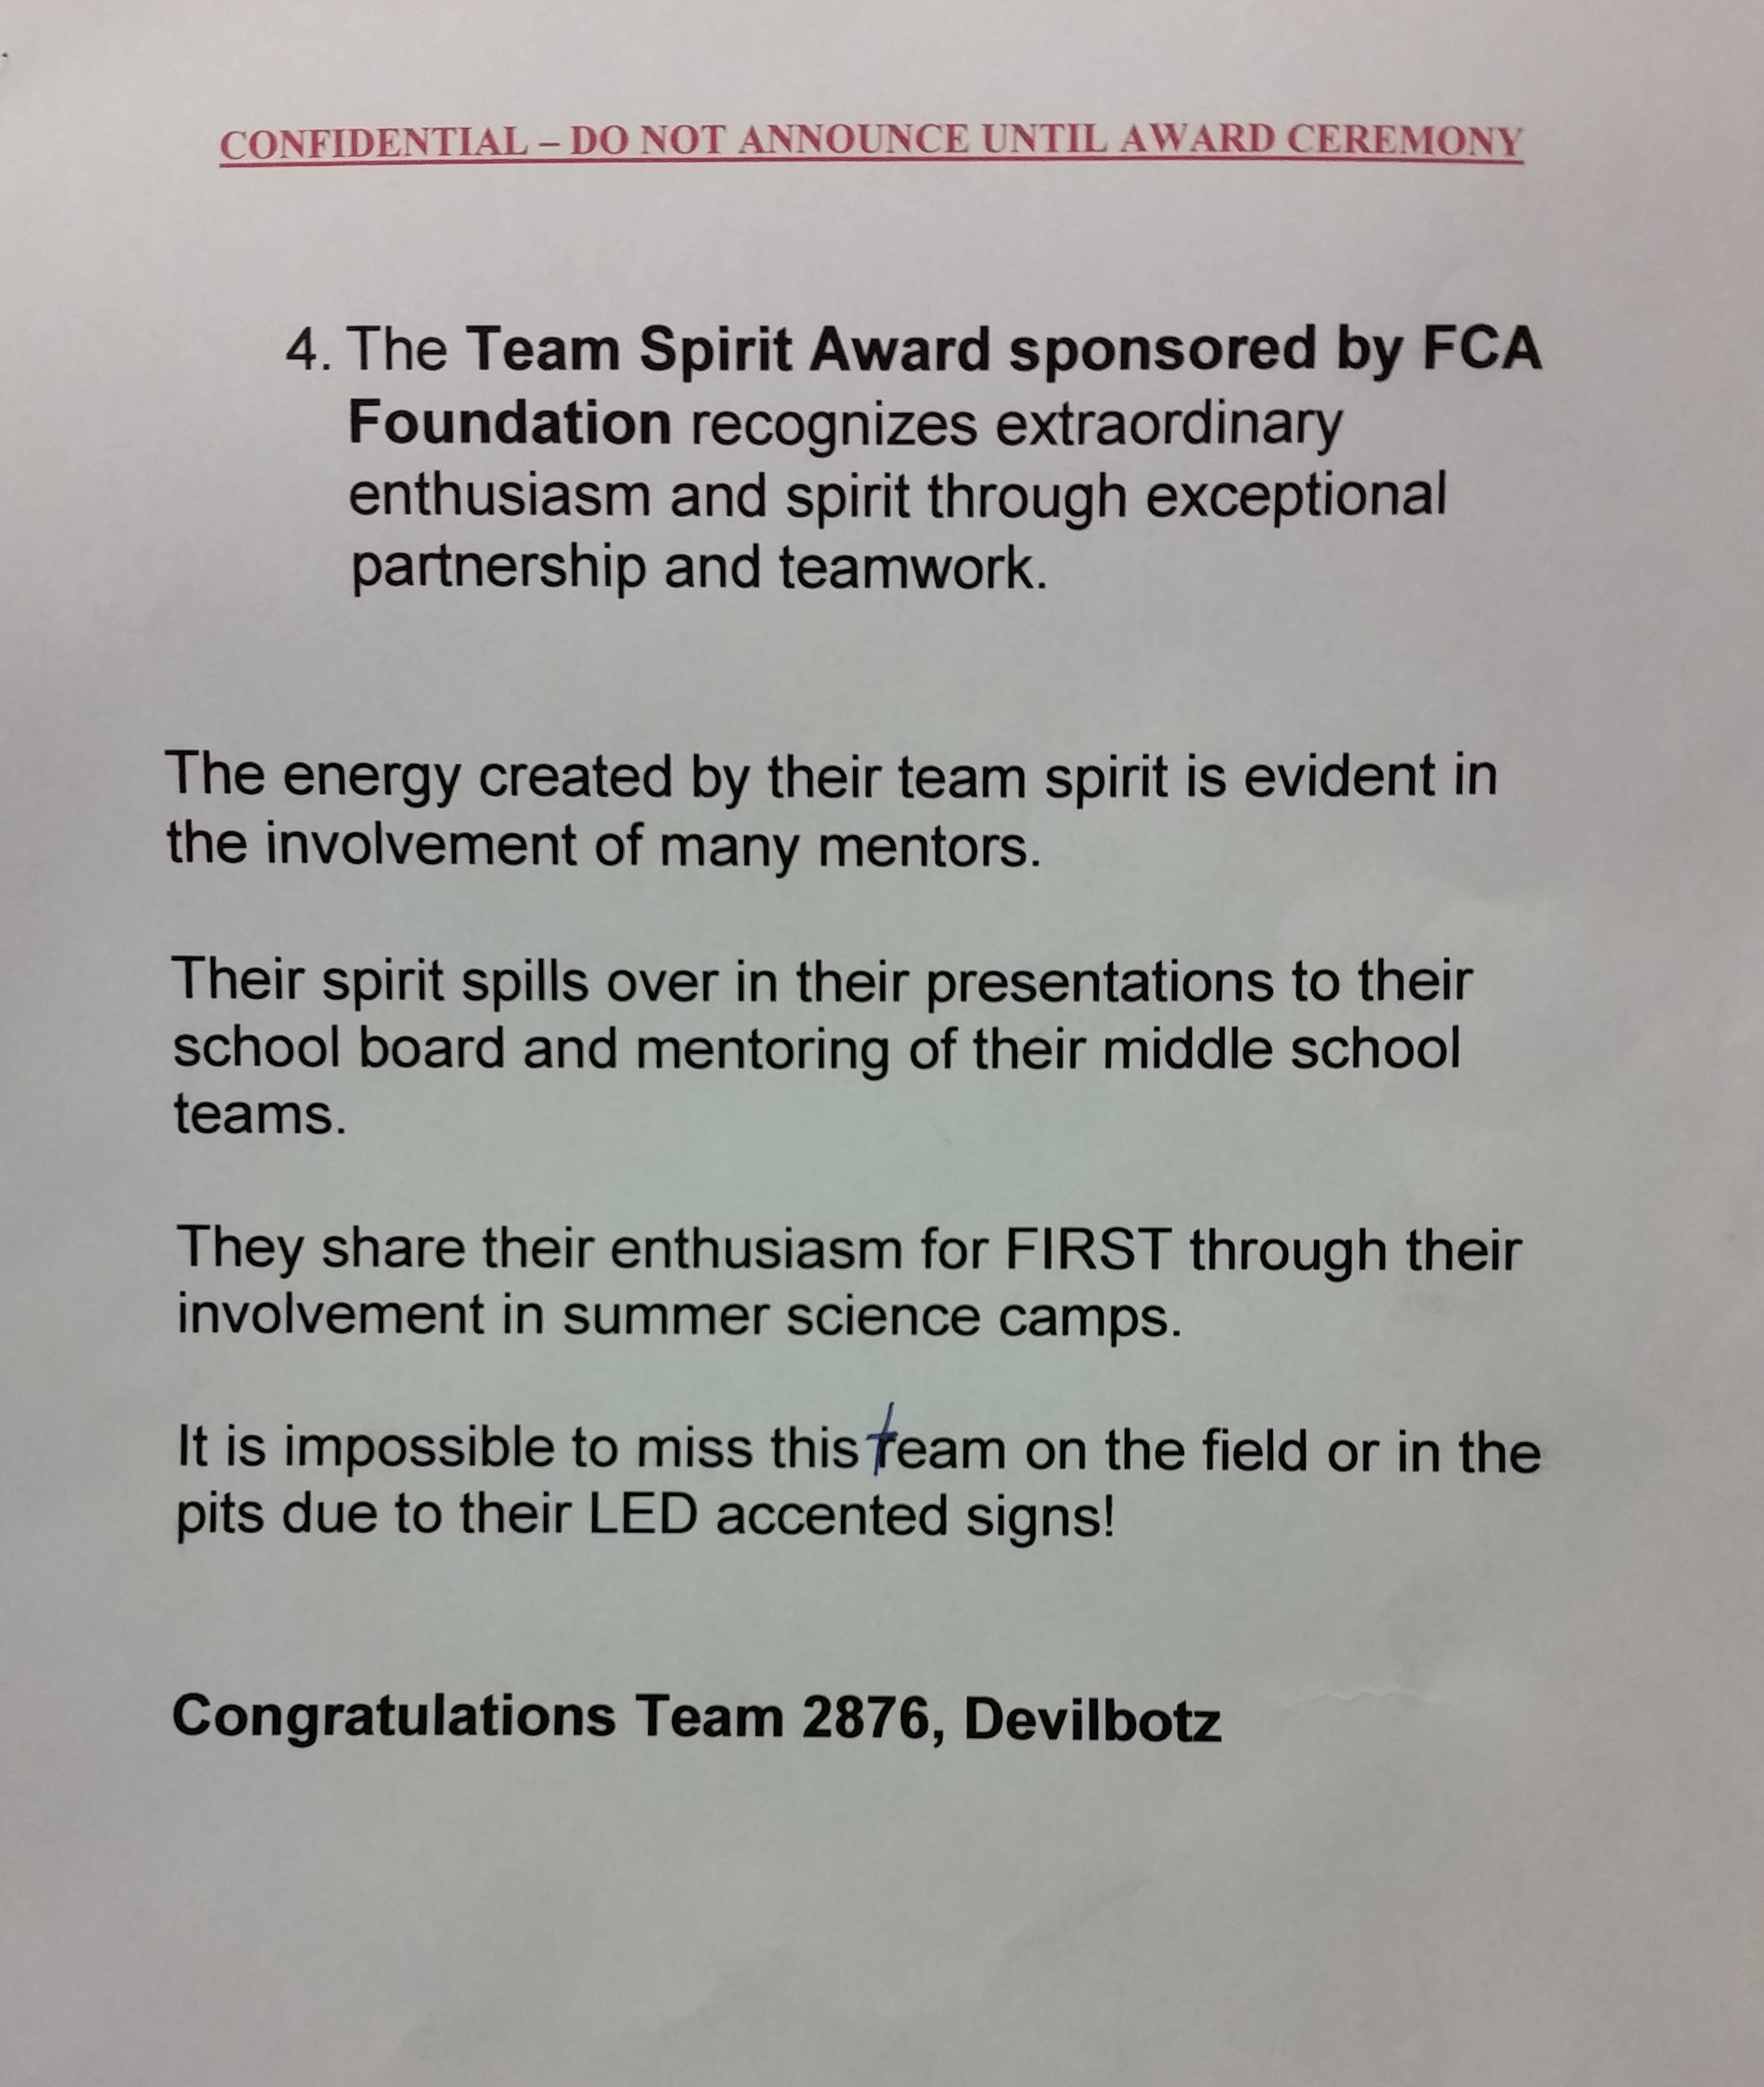 CONFIDENTIAL – DO NOT ANNOUNCE UNTIL AWARD CEREMONY
4. The Team Spirit Award sponsored by FCA
Foundation recognizes extraordinary
enthusiasm and spirit through exceptional
partnership and teamwork.
The energy created by their team spirit is evident in
the involvement of many mentors.
Their spirit spills over in their presentations to their
school board and mentoring of their middle school
teams.
They share their enthusiasm for FIRST through their
involvement in summer science camps.
It is impossible to miss this team on the field or in the
pits due to their LED accented signs!
Congratulations Team 2876, Devilbotz